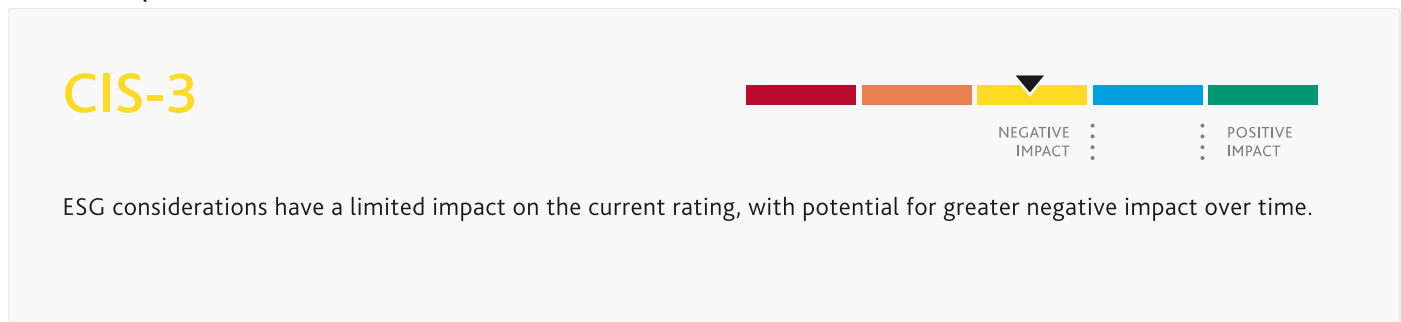 CIS-3
NEGATIVE
IMPACT
POSITIVE
IMPACT
ESG considerations have a limited impact on the current rating, with potential for greater negative impact over time.